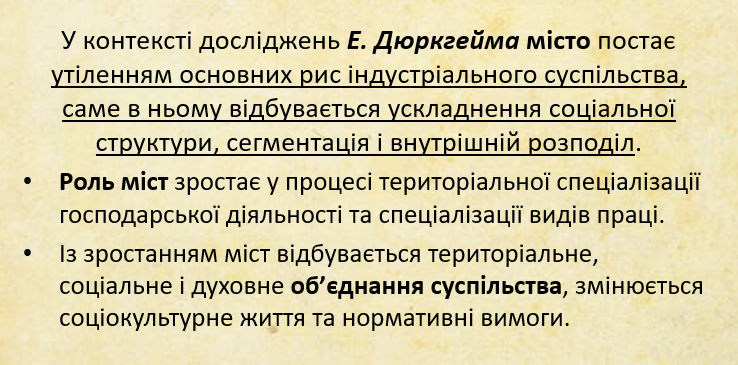 У контексті досліджень Е. Дюркгейма місто постає
утіленням основних рис індустріального суспільства,
саме в ньому відбувається ускладнення соціальної
структури, сегментація і внутрішній розподіл.
• Роль міст зростає у процесі територіальної спеціалізації
господарської діяльності та спеціалізації видів праці.
• Із зростанням міст відбувається територіальне,
соціальне і духовне об’єднання суспільства, змінюється
соціокультурне життя та нормативні вимоги.